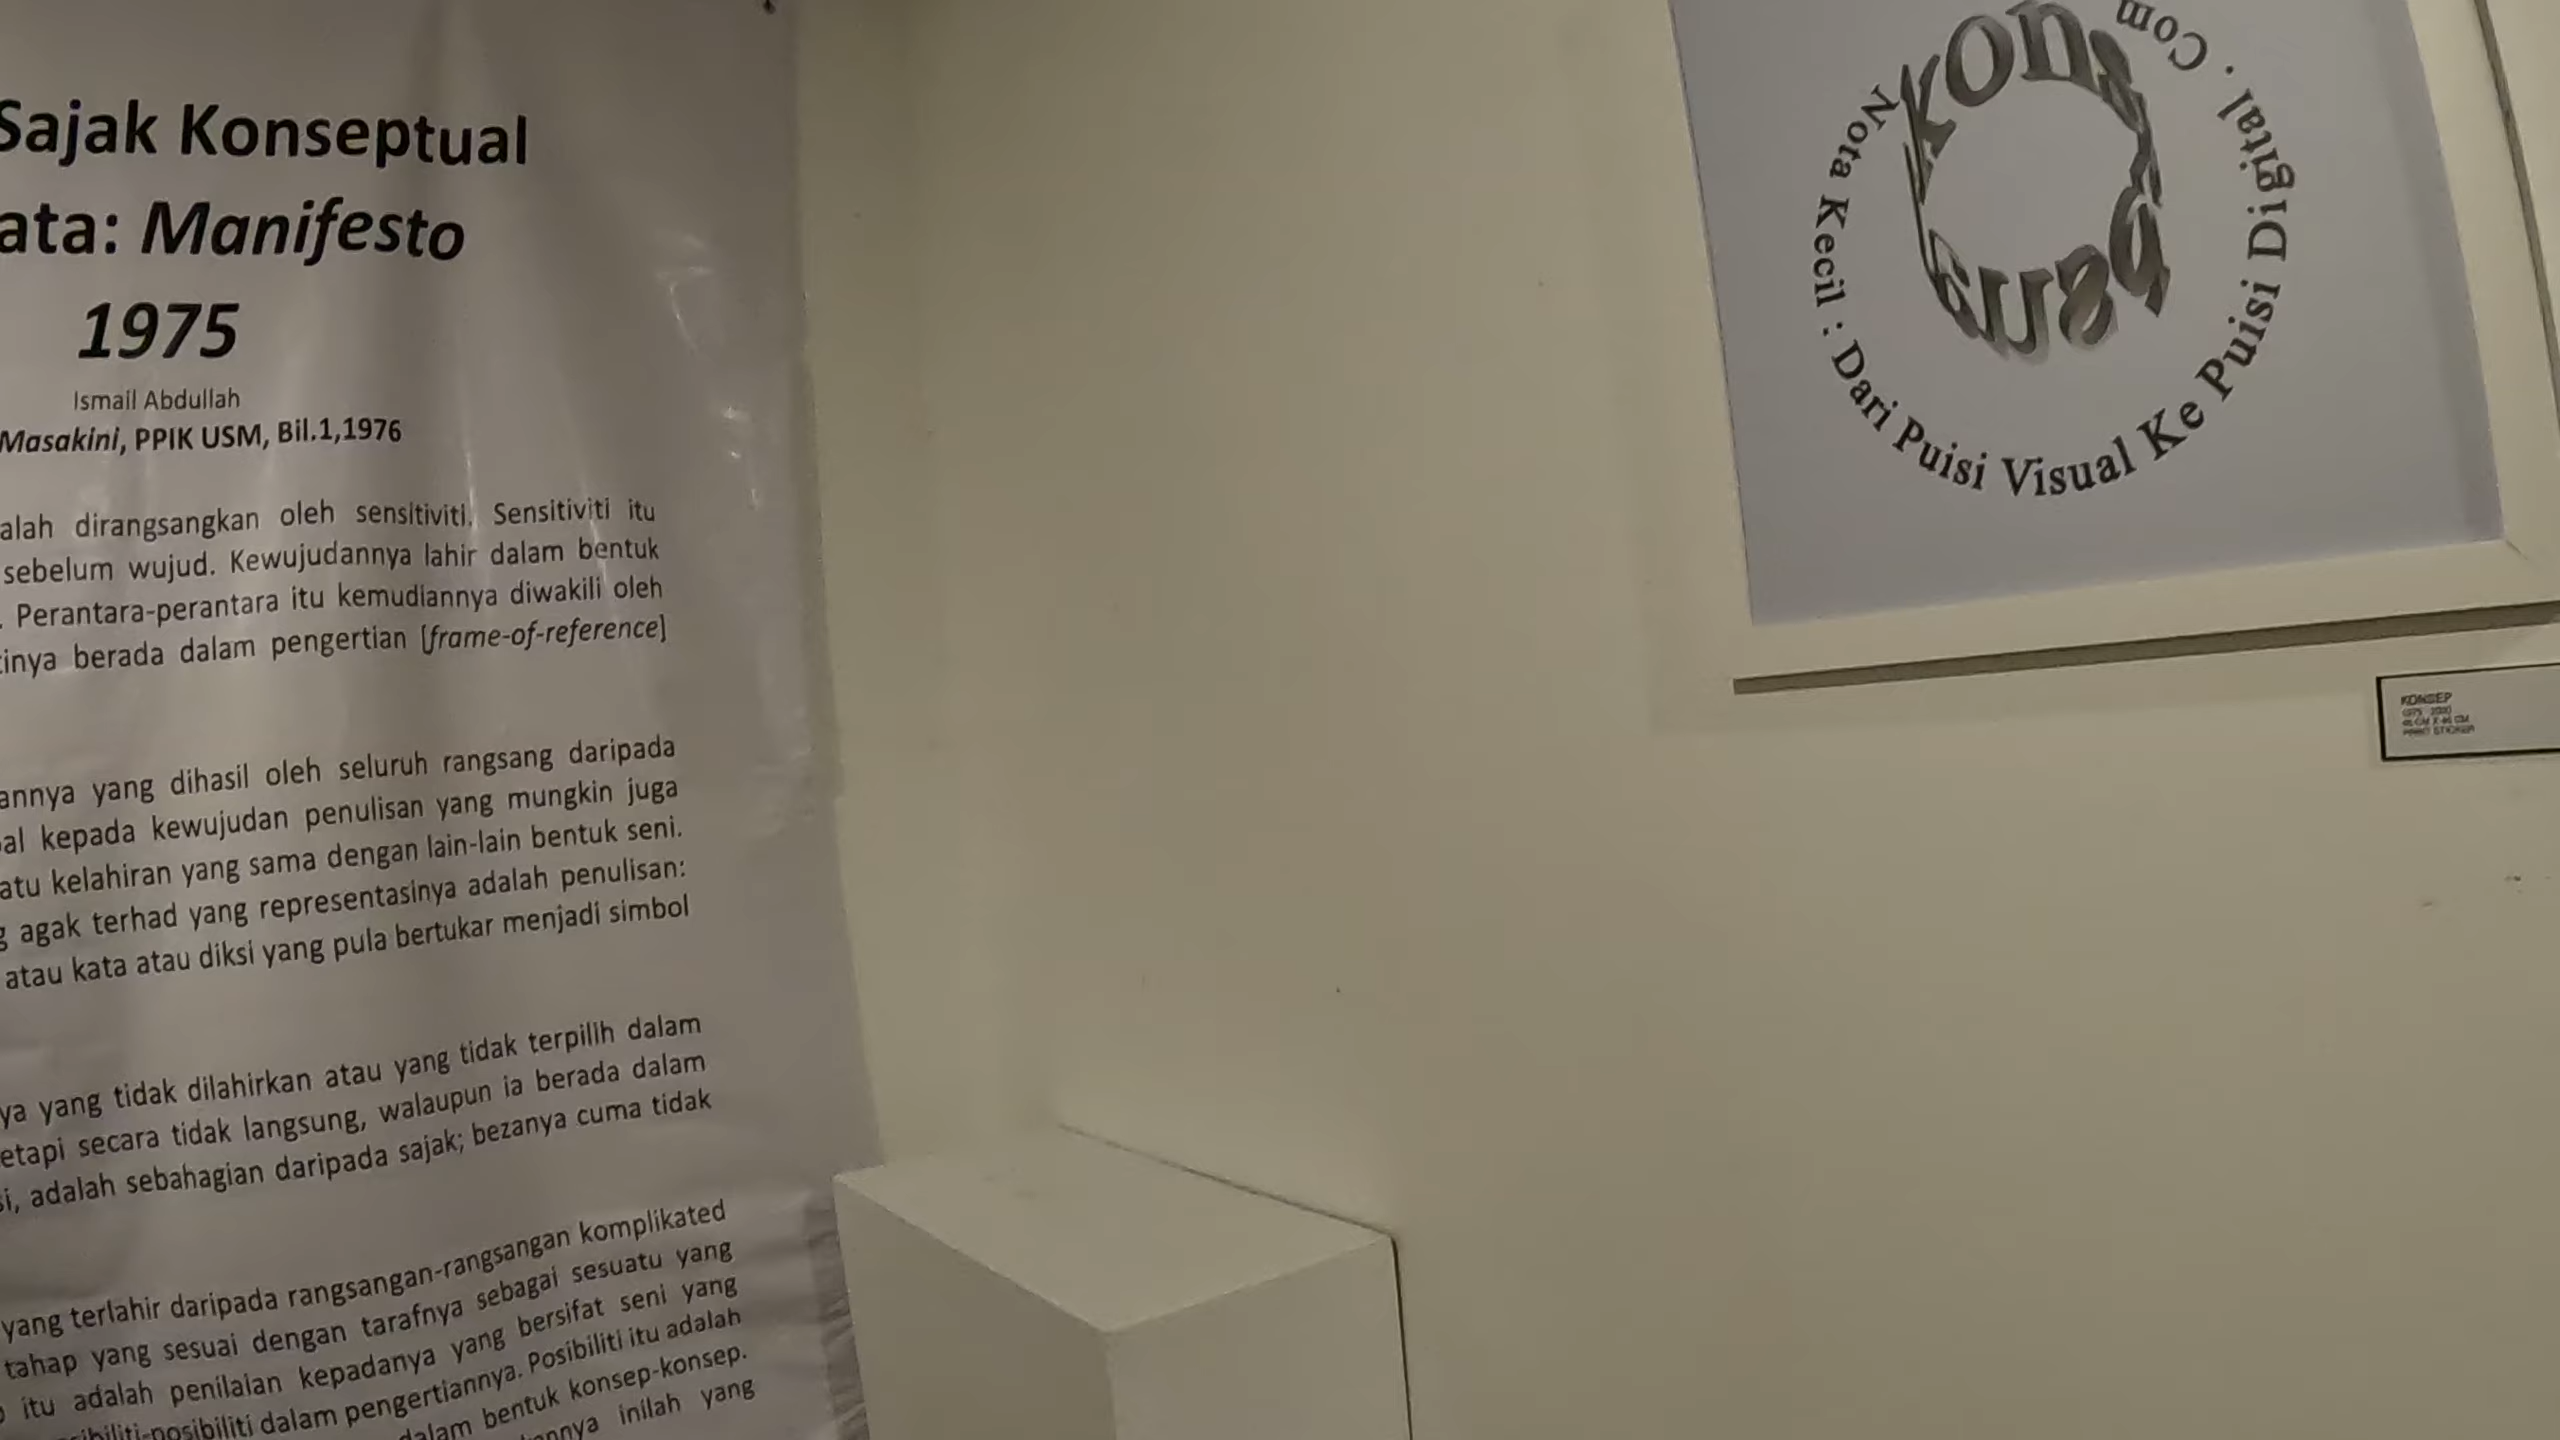 Sajak Konseptual
ata: Manifesto
1975
Ismail Abdullah
Masakini, PPIK USM, Bil.1,1976
alah dirangsangkan oleh sensitiviti. Sensitiviti itu
sebelum wujud. Kewujudannya lahir dalam bentuk
. Perantara-perantara itu kemudiannya diwakili oleh
tinya berada dalam pengertian [frame-of-reference]
annya yang dihasil oleh seluruh rangsang daripada
al kepada kewujudan penulisan yang mungkin juga
atu kelahiran yang sama dengan lain-lain bentuk seni.
g agak terhad yang representasinya adalah penulisan:
atau kata atau diksi yang pula bertukar menjadi simbol
ya yang tidak dilahirkan atau yang tidak terpilih dalam
etapi secara tidak langsung, walaupun ia berada dalam
si, adalah sebahagian daripada sajak; bezanya cuma tidak
yang terlahir daripada rangsangan-rangsangan komplikated
tahap yang sesuai dengan tarafnya sebagai sesuatu yang
itu adalah penilaian kepadanya yang bersifat seni yang
sibiliti-posibiliti dalam pengertiannya. Posibiliti itu adalah
dalam bentuk konsep-konsep.
annya inilah yang
Nota Kecil : Dari Puisi Visual Ke Puisi Digital . Com
KONSEP
PRINT STICKER